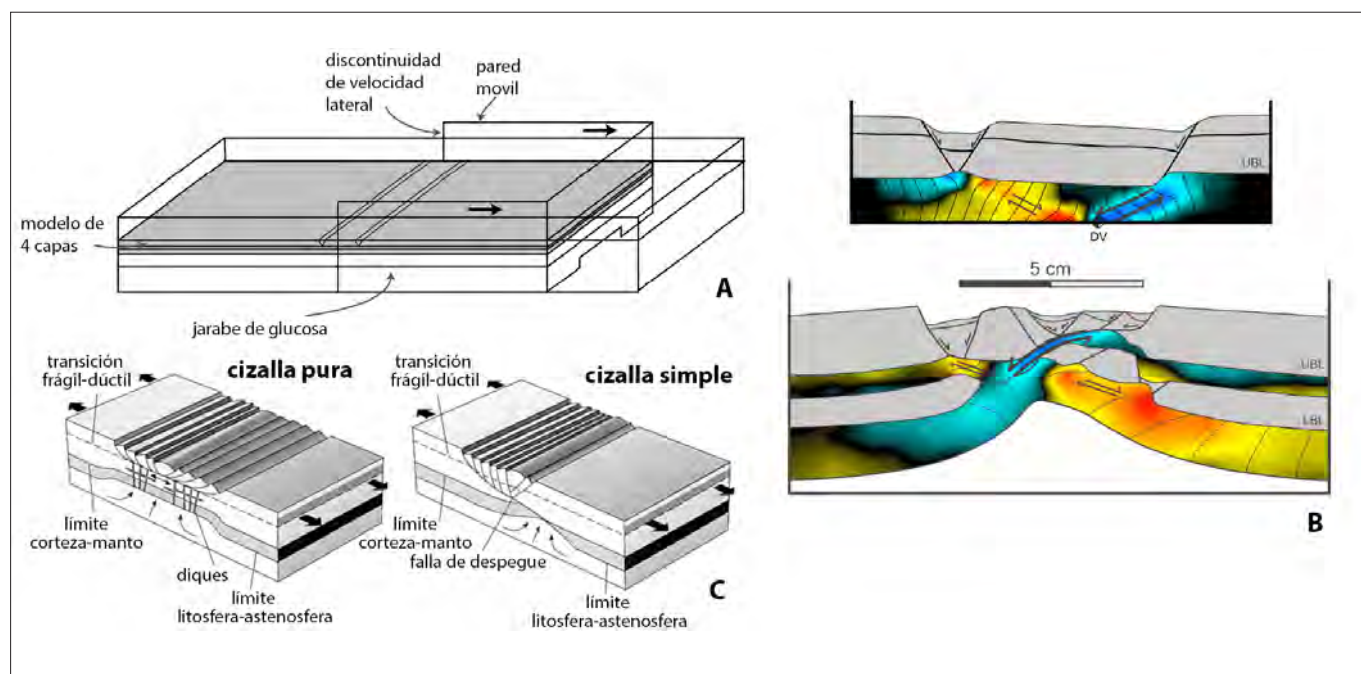 discontinuidad
de velocidad
lateral
pared
movil
modelo de
4 capas
A
jarabe de glucosa
UBL
DV
5 cm
UBL
LBL
B
transición
frágil-dúctil
cizalla pura
límite
corteza-manto
diques
límite
litosfera-astenosfera
transición
frágil-dúctil
cizalla simple
límite
corteza-manto
falla de despegue
límite
litosfera-astenosfera
C